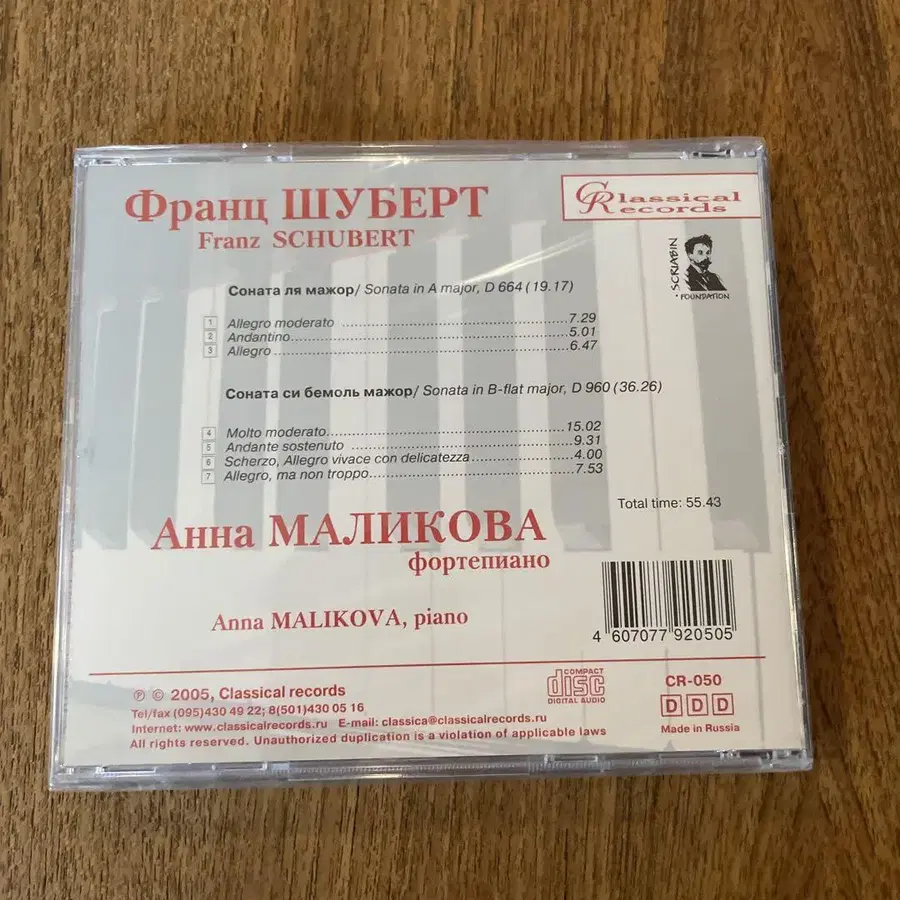 Франц ШУБЕРТ
Franz SCHUBERT
Classical Records
SCRIABIN
FOUNDATION
Соната ля мажор/ Sonata in A major, D 664 (19.17)
1 Allegro moderato ........ 7.29
2 Andantino ........ 5.01
3 Allegro ........ 6.47
Соната си бемоль мажор/ Sonata in B-flat major, D 960 (36.26)
4 Molto moderato ........ 15.02
5 Andante sostenuto ........ 9.31
6 Scherzo, Allegro vivace con delicatezza ........ 4.00
7 Allegro, ma non troppo ........ 7.53
Total time: 55.43
Анна МАЛИКОВА
фортепиано
Anna MALIKOVA, piano
4 607077 920505
℗ © 2005, Classical records
Tel/fax (095)430 49 22; 8(501)430 05 16
Internet: www.classicalrecords.ru E-mail: classica@classicalrecords.ru
All rights reserved. Unauthorized duplication is a violation of applicable laws
COMPACT
disc
DIGITAL AUDIO
CR-050
D D D
Made in Russia